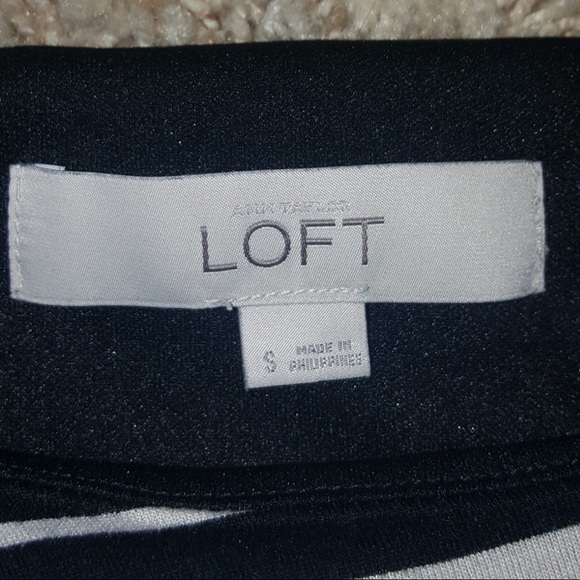 ANN TAYLOR
LOFT
S
MADE IN
PHILIPPINES